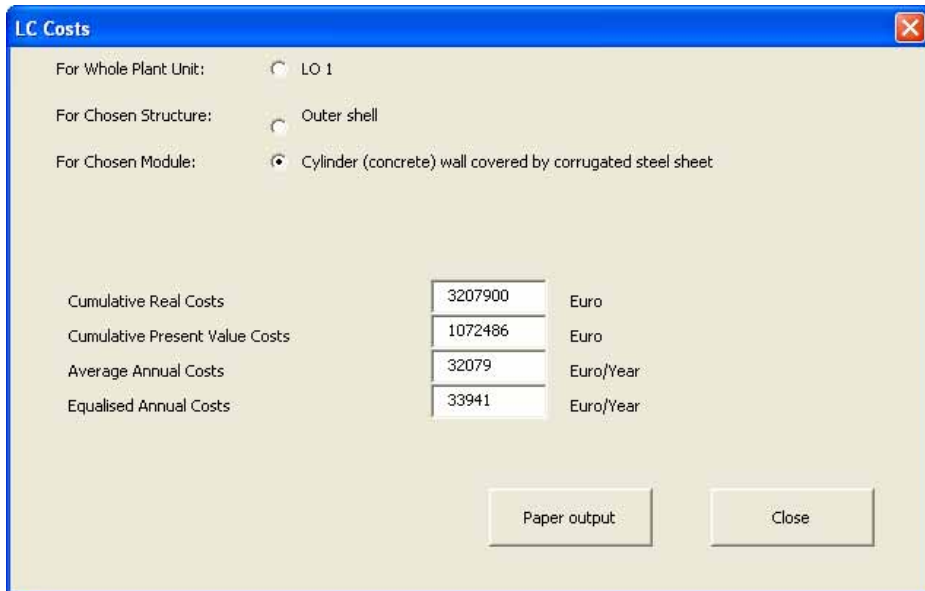 LC Costs
For Whole Plant Unit: LO 1
For Chosen Structure: Outer shell
For Chosen Module: Cylinder (concrete) wall covered by corrugated steel sheet
Cumulative Real Costs 3207900 Euro
Cumulative Present Value Costs 1072486 Euro
Average Annual Costs 32079 Euro/Year
Equalised Annual Costs 33941 Euro/Year
Paper output Close